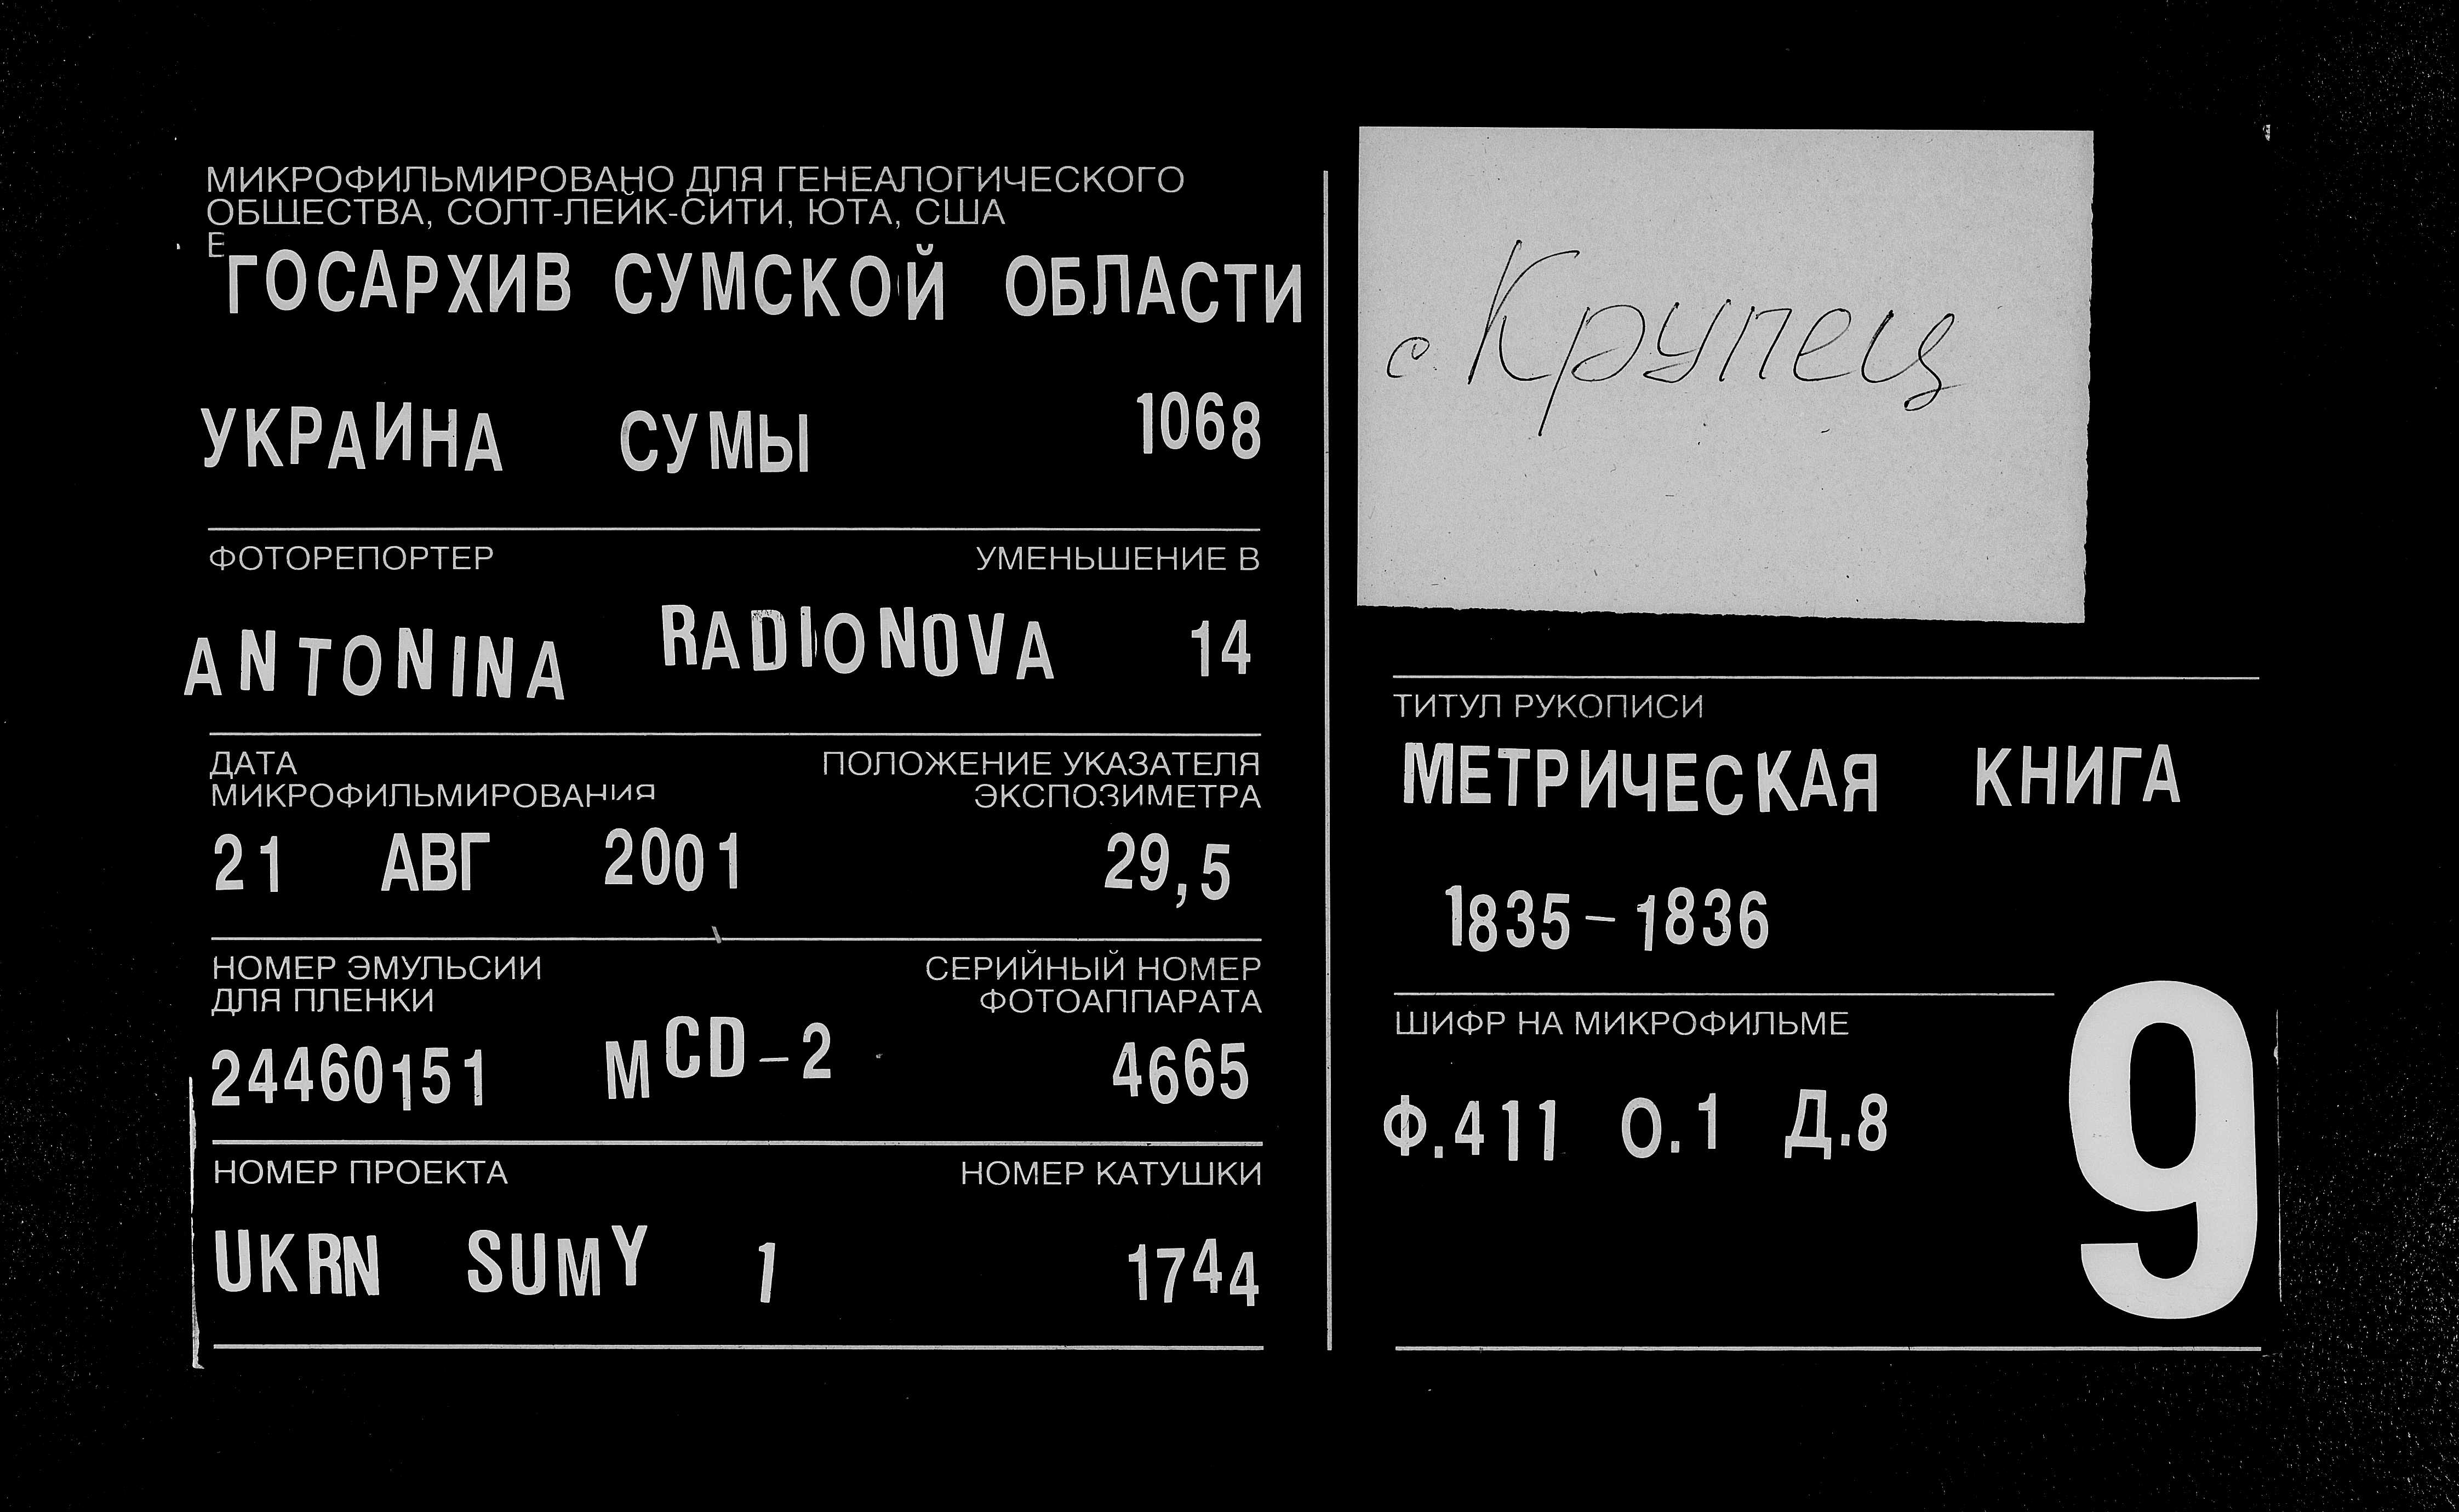 МИКРОФИЛЬМИРОВАНО ДЛЯ ГЕНЕАЛОГИЧЕСКОГО
ОБЩЕСТВА, СОЛТ-ЛЕЙК-СИТИ, ЮТА, США
Е
ГОСАРХИВ СУМСКОЙ ОБЛАСТИ
УКРАИНА СУМЫ 1068
ФОТОРЕПОРТЕР УМЕНЬШЕНИЕ В
ANTONINA RADIONOVA 14
ДАТА ПОЛОЖЕНИЕ УКАЗАТЕЛЯ
МИКРОФИЛЬМИРОВАНИЯ ЭКСПОЗИМЕТРА
21 АВГ 2001 29,5
НОМЕР ЭМУЛЬСИИ СЕРИЙНЫЙ НОМЕР
ДЛЯ ПЛЕНКИ ФОТОАППАРАТА
24460151 MCD-2 4665
НОМЕР ПРОЕКТА НОМЕР КАТУШКИ
UKRN SUMY 1 1744
с. Крупец
ТИТУЛ РУКОПИСИ
МЕТРИЧЕСКАЯ КНИГА
1835-1836
ШИФР НА МИКРОФИЛЬМЕ
Ф.411 О.1 Д.8
9